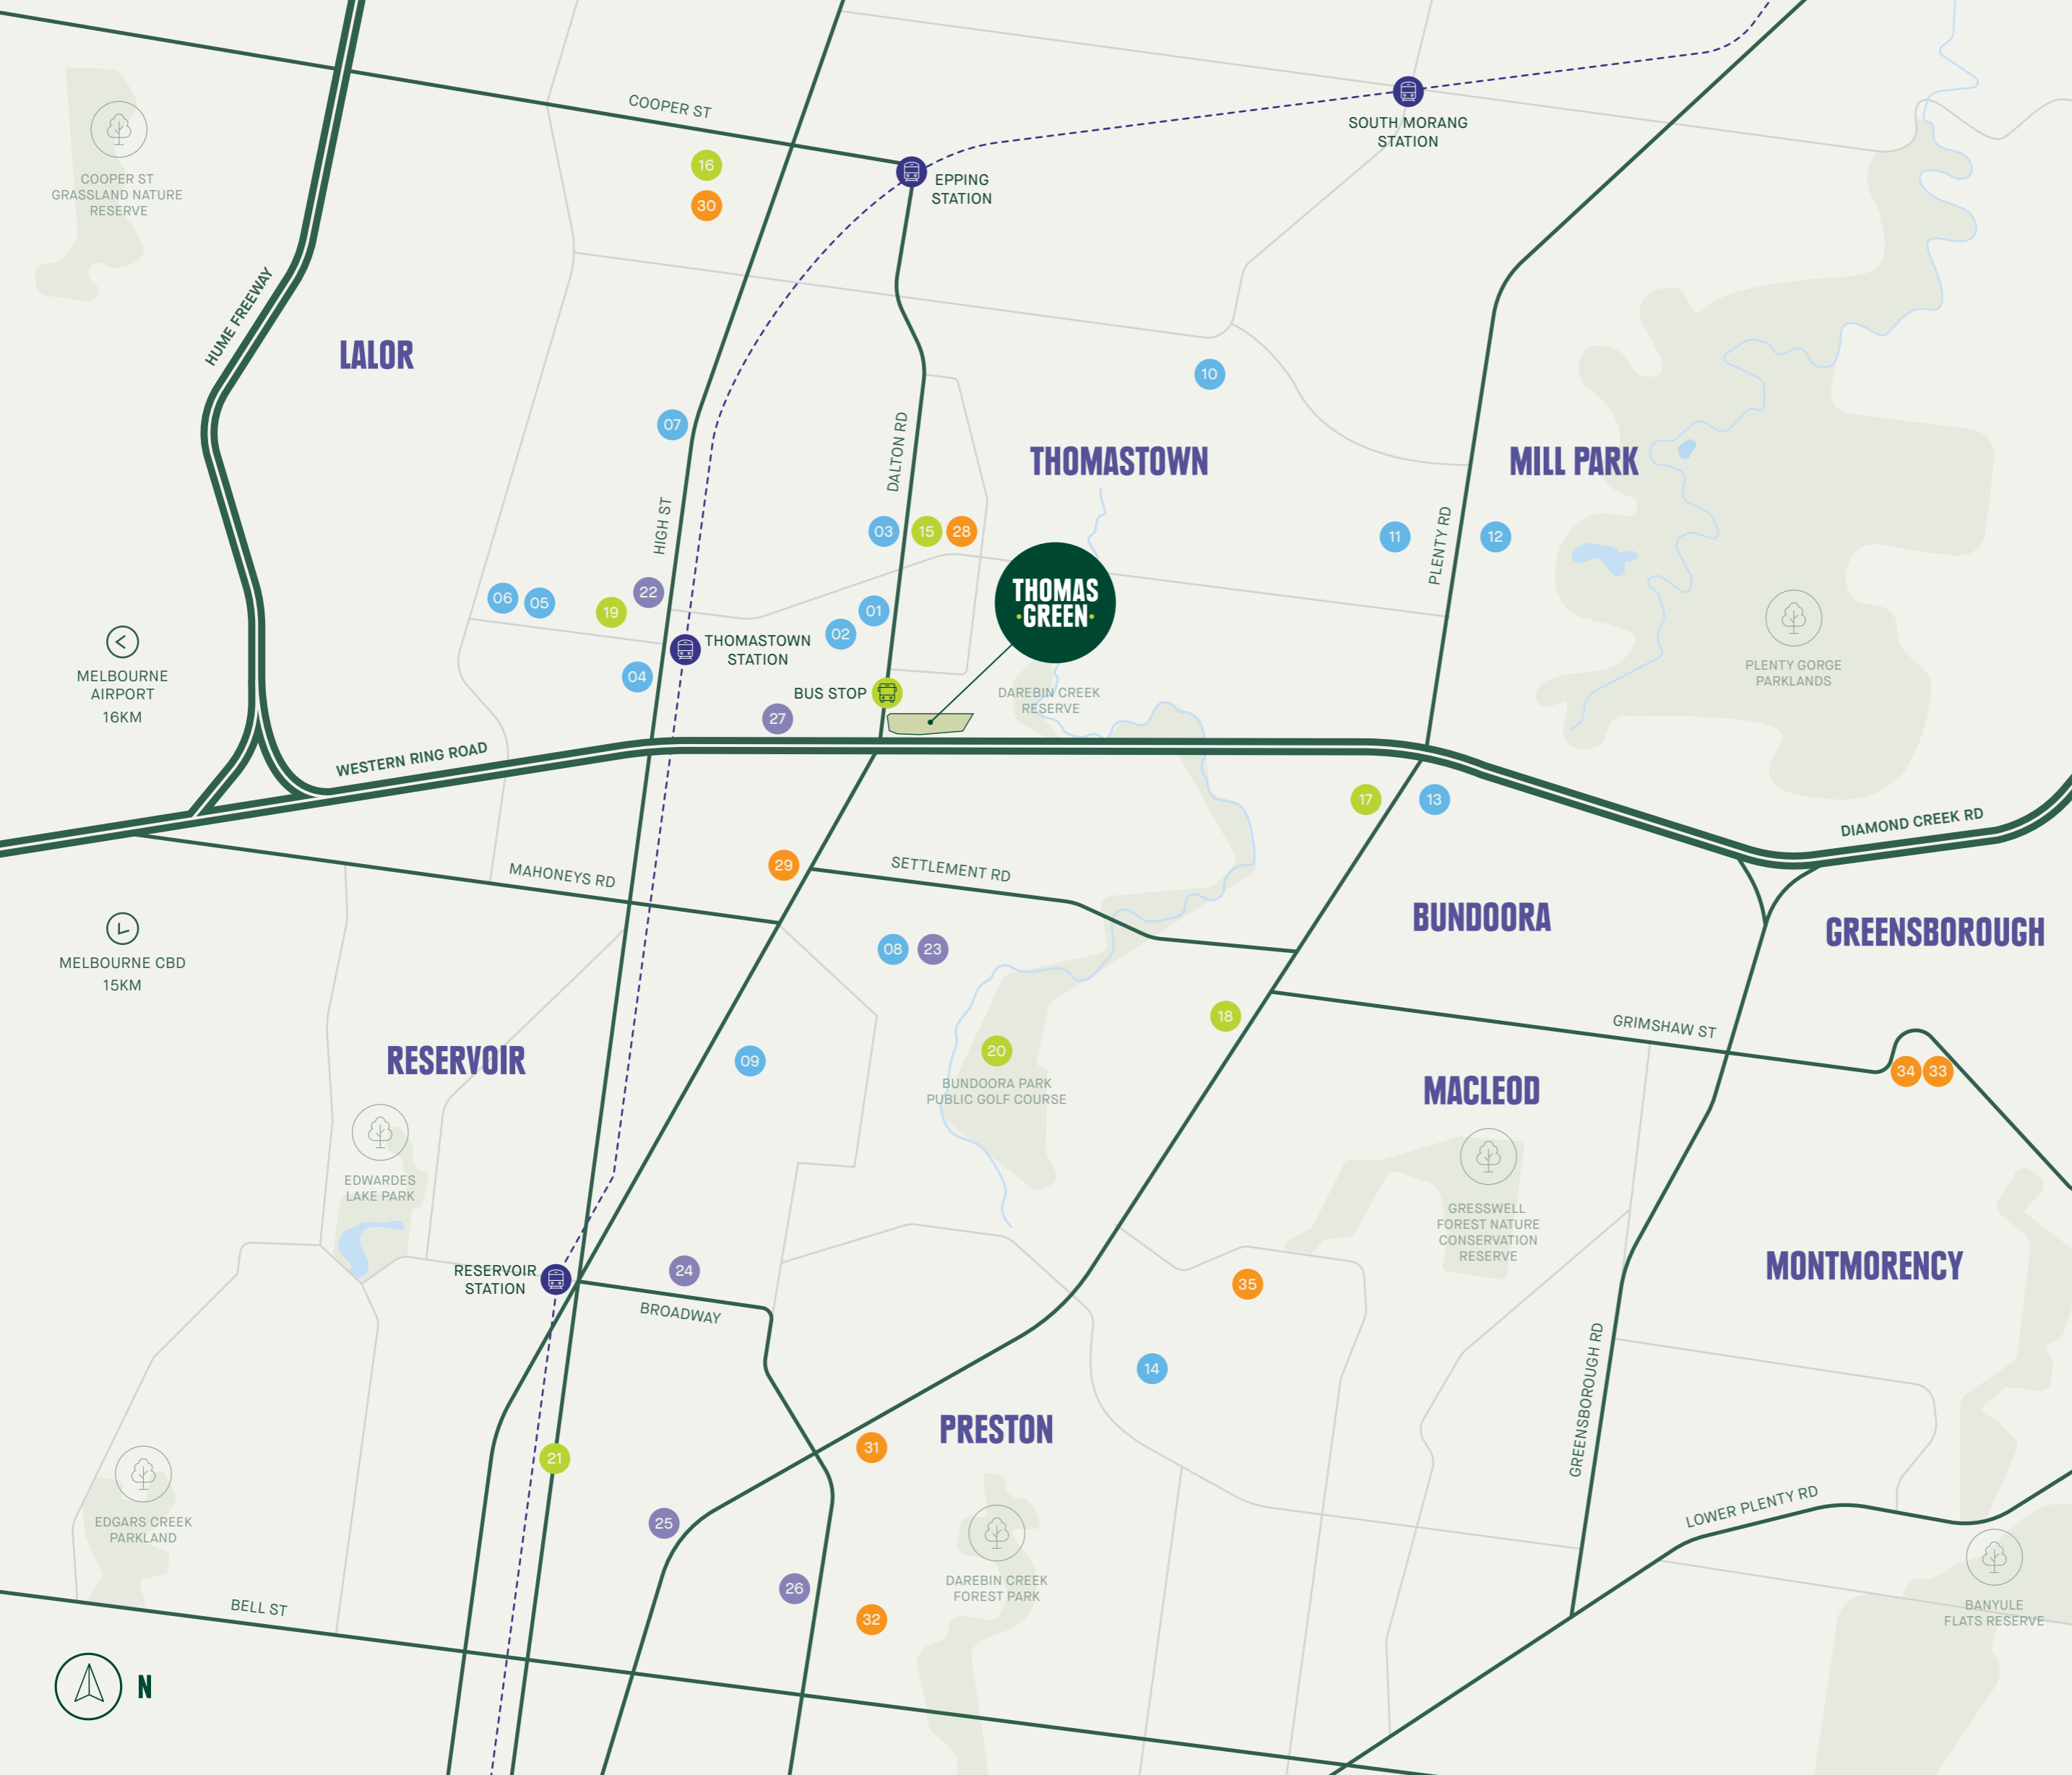 COOPER ST
SOUTH MORANG
STATION
16
EPPING
STATION
COOPER ST
GRASSLAND NATURE
RESERVE
30
HUME FREEWAY
LALOR
10
07
DALTON RD
THOMASTOWN
MILL PARK
HIGH ST
PLENTY RD
03
15
28
11
12
THOMAS
GREEN
06
05
19
22
01
02
THOMASTOWN
STATION
04
MELBOURNE
AIRPORT
16KM
BUS STOP
DAREBIN CREEK
RESERVE
PLENTY GORGE
PARKLANDS
27
WESTERN RING ROAD
17
13
DIAMOND CREEK RD
MAHONEYS RD
29
SETTLEMENT RD
BUNDOORA
GREENSBOROUGH
MELBOURNE CBD
15KM
08
23
18
GRIMSHAW ST
RESERVOIR
09
20
BUNDOORA PARK
PUBLIC GOLF COURSE
MACLEOD
34
33
EDWARDES
LAKE PARK
GRESSWELL
FOREST NATURE
CONSERVATION
RESERVE
RESERVOIR
STATION
24
BROADWAY
35
MONTMORENCY
14
GREENSBOROUGH RD
PRESTON
31
21
EDGARS CREEK
PARKLAND
25
LOWER PLENTY RD
26
DAREBIN CREEK
FOREST PARK
32
BANYULE
FLATS RESERVE
BELL ST
N